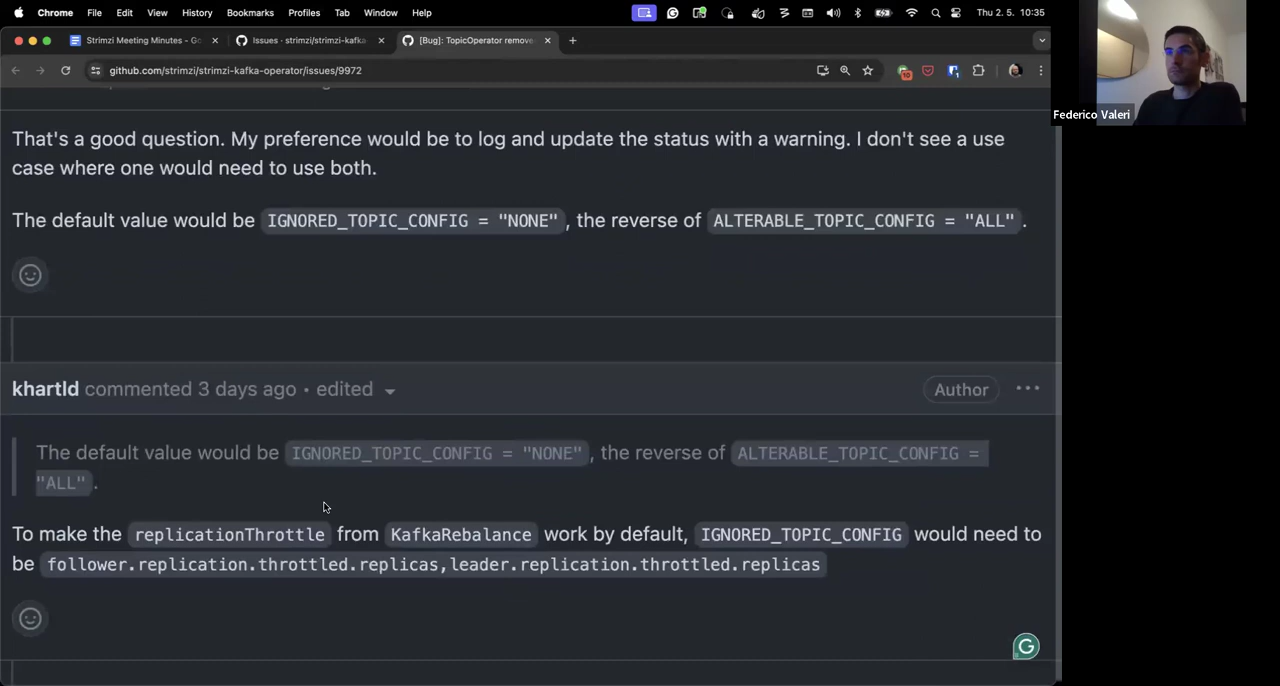 Chrome File Edit View History Bookmarks Profiles Tab Window Help Thu 2. 5. 10:35
Strimzi Meeting Minutes - Go
Issues · strimzi/strimzi-kafka-
[Bug]: TopicOperator remove
github.com/strimzi/strimzi-kafka-operator/issues/9972
10
Federico Valeri
That's a good question. My preference would be to log and update the status with a warning. I don't see a use
case where one would need to use both.
The default value would be IGNORED_TOPIC_CONFIG = "NONE", the reverse of ALTERABLE_TOPIC_CONFIG = "ALL".
khartld commented 3 days ago · edited
Author
The default value would be IGNORED_TOPIC_CONFIG = "NONE", the reverse of ALTERABLE_TOPIC_CONFIG =
"ALL".
To make the replicationThrottle from KafkaRebalance work by default, IGNORED_TOPIC_CONFIG would need to
be follower.replication.throttled.replicas,leader.replication.throttled.replicas